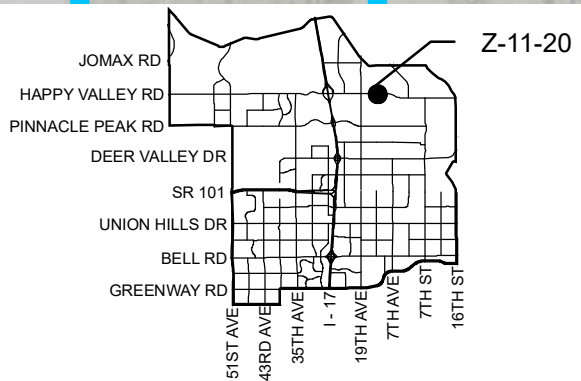 Z-11-20
JOMAX RD
HAPPY VALLEY RD
PINNACLE PEAK RD
DEER VALLEY DR
SR 101
UNION HILLS DR
BELL RD
GREENWAY RD
51ST AVE
43RD AVE
35TH AVE
I - 17
19TH AVE
7TH AVE
7TH ST
16TH ST